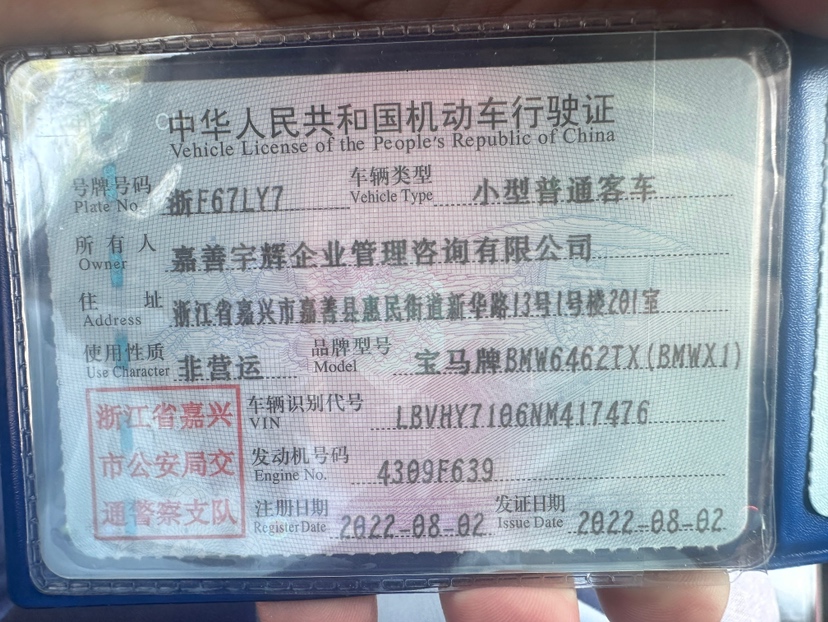 中华人民共和国机动车行驶证
Vehicle License of the People's Republic of China
号牌号码 浙F67LY7 车辆类型 小型普通客车
Plate No. Vehicle Type
所有人 嘉善宇辉企业管理咨询有限公司
Owner
住址 浙江省嘉兴市嘉善县惠民街道新华路13号1号楼201室
Address
使用性质 非营运 品牌型号 宝马牌BMW6462TX(BMWX1)
Use Character Model
浙江省嘉兴
市公安局交
通警察支队
车辆识别代号 LBVHY7106NM417476
VIN
发动机号码 4309F639
Engine No.
注册日期 2022-08-02 发证日期 2022-08-02
Register Date Issue Date